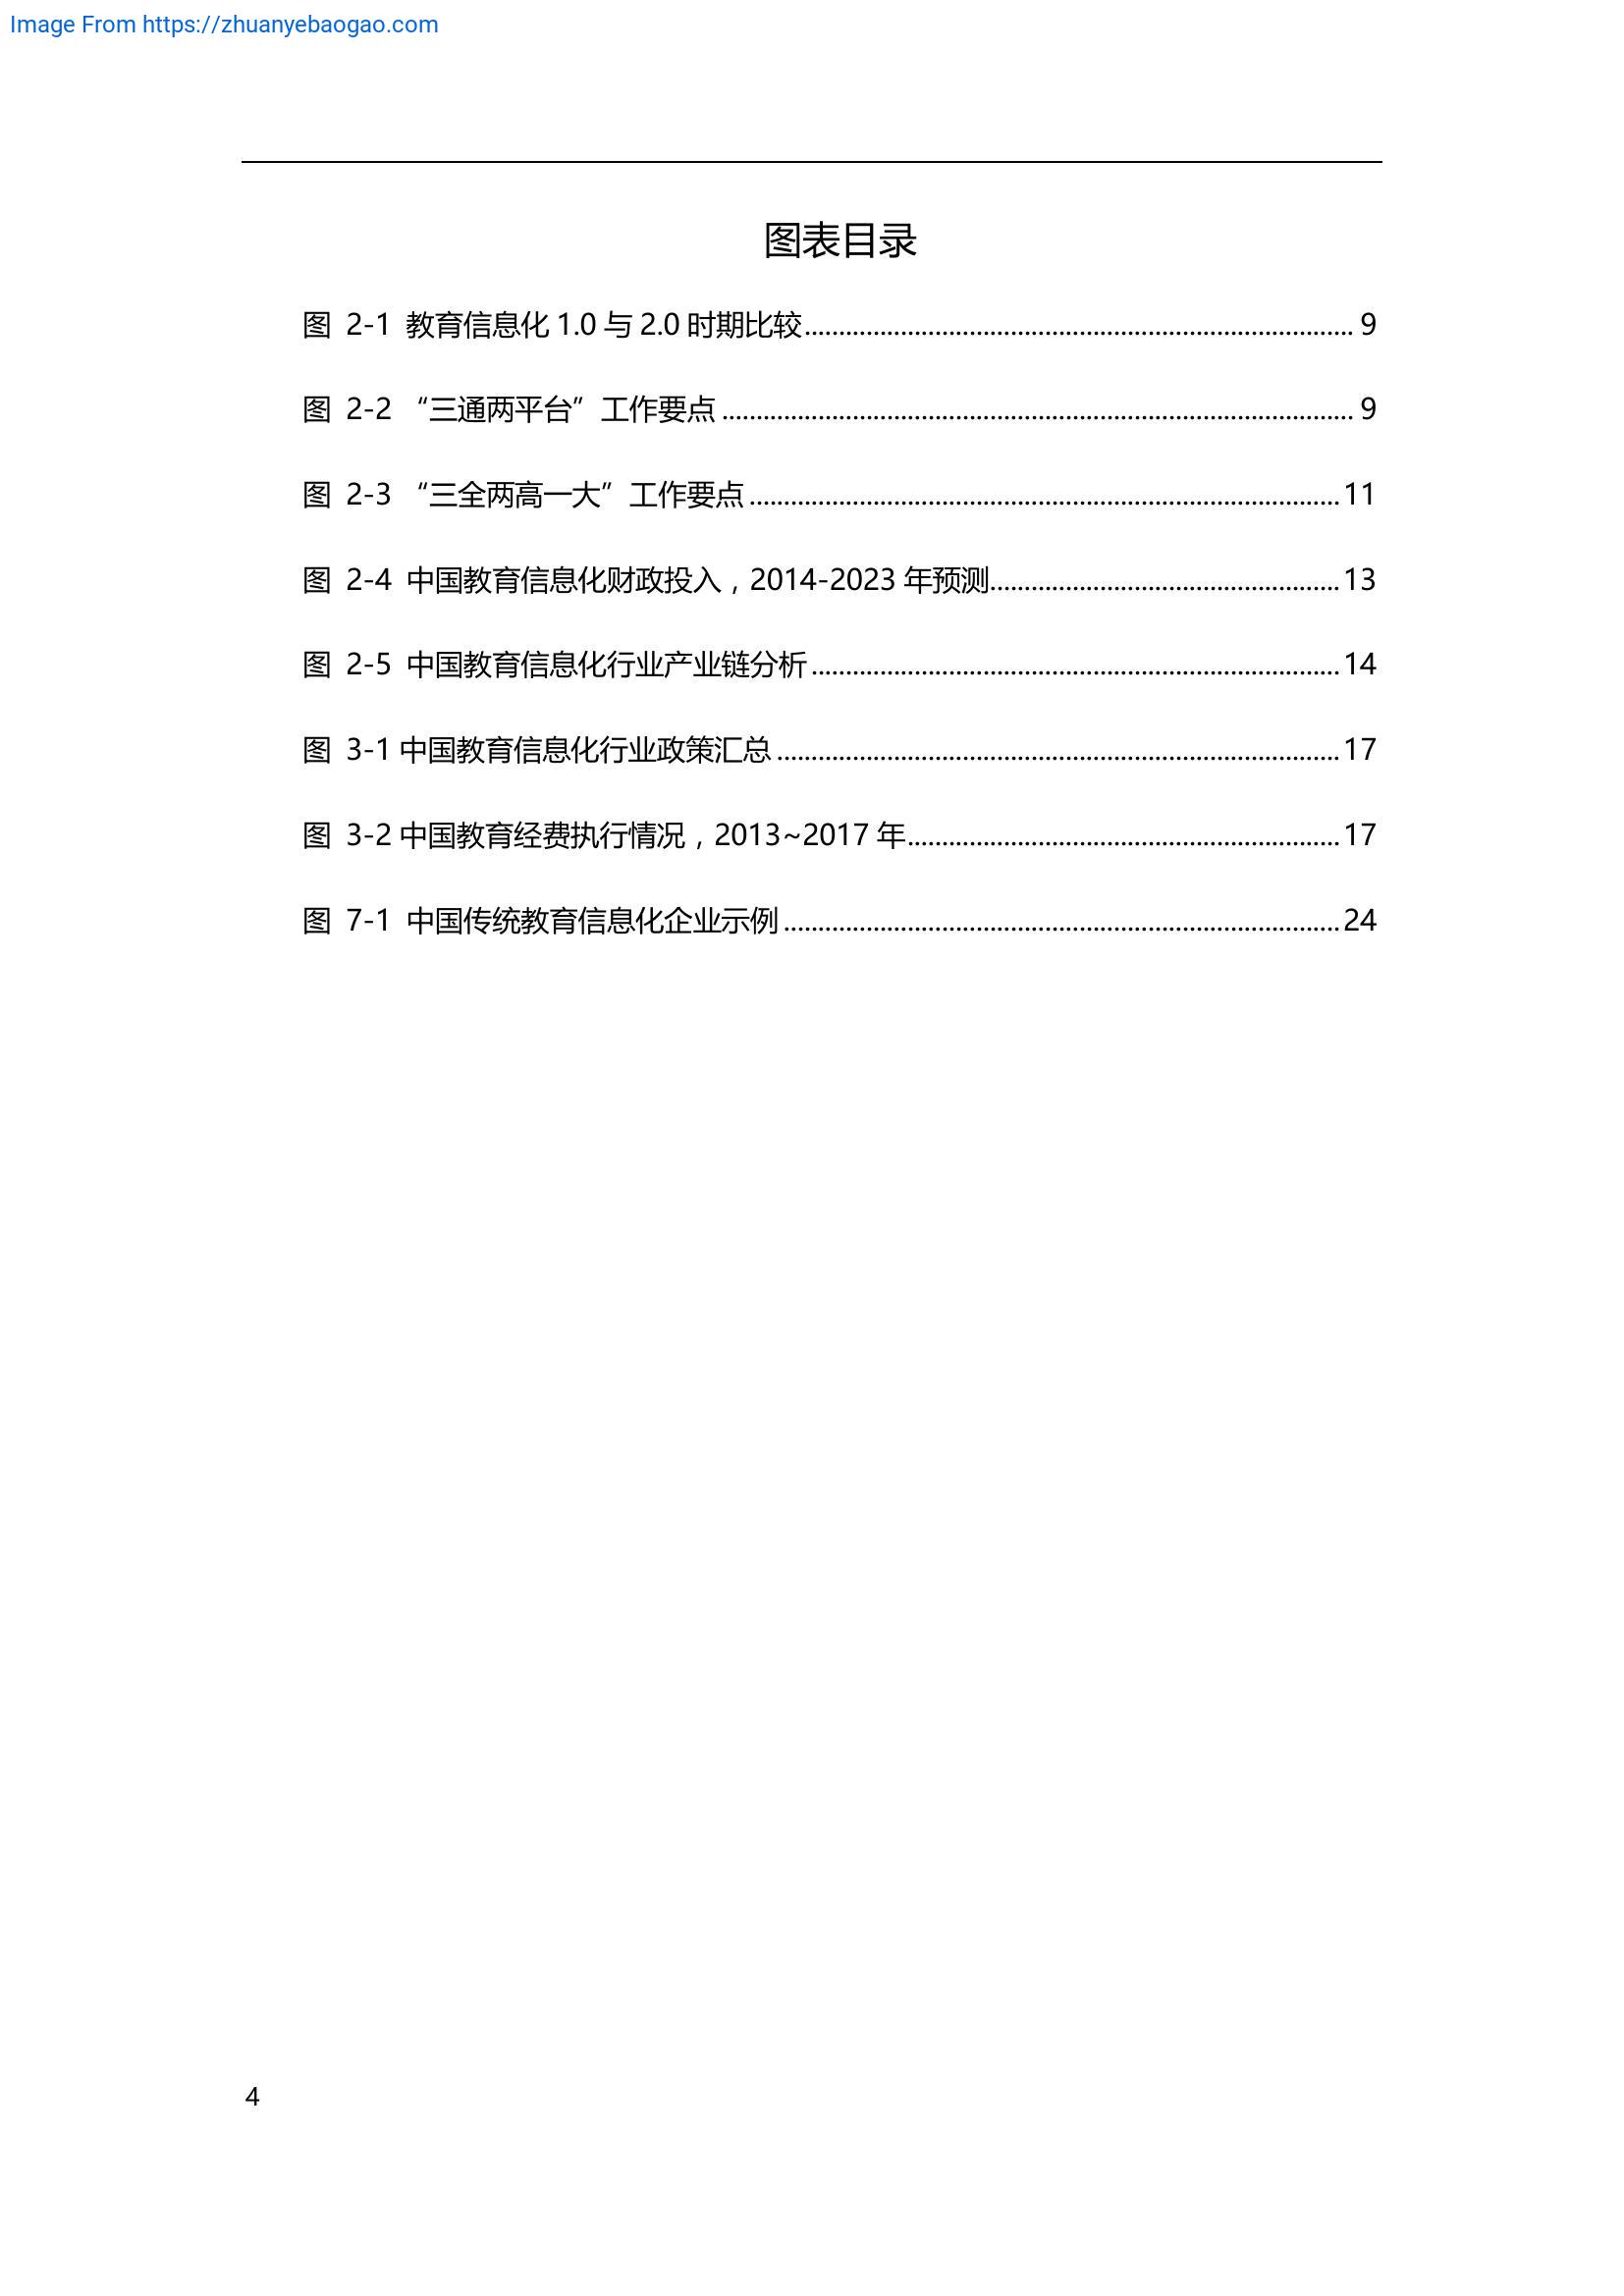 Image From https://zhuanyebaogao.com
图表目录
图 2-1 教育信息化 1.0 与 2.0 时期比较................................................................................ 9
图 2-2 “三通两平台”工作要点 ............................................................................................ 9
图 2-3 “三全两高一大”工作要点 ...................................................................................... 11
图 2-4 中国教育信息化财政投入，2014-2023 年预测................................................... 13
图 2-5 中国教育信息化行业产业链分析 ............................................................................. 14
图 3-1 中国教育信息化行业政策汇总 .................................................................................. 17
图 3-2 中国教育经费执行情况，2013~2017 年............................................................... 17
图 7-1 中国传统教育信息化企业示例 ................................................................................. 24
4